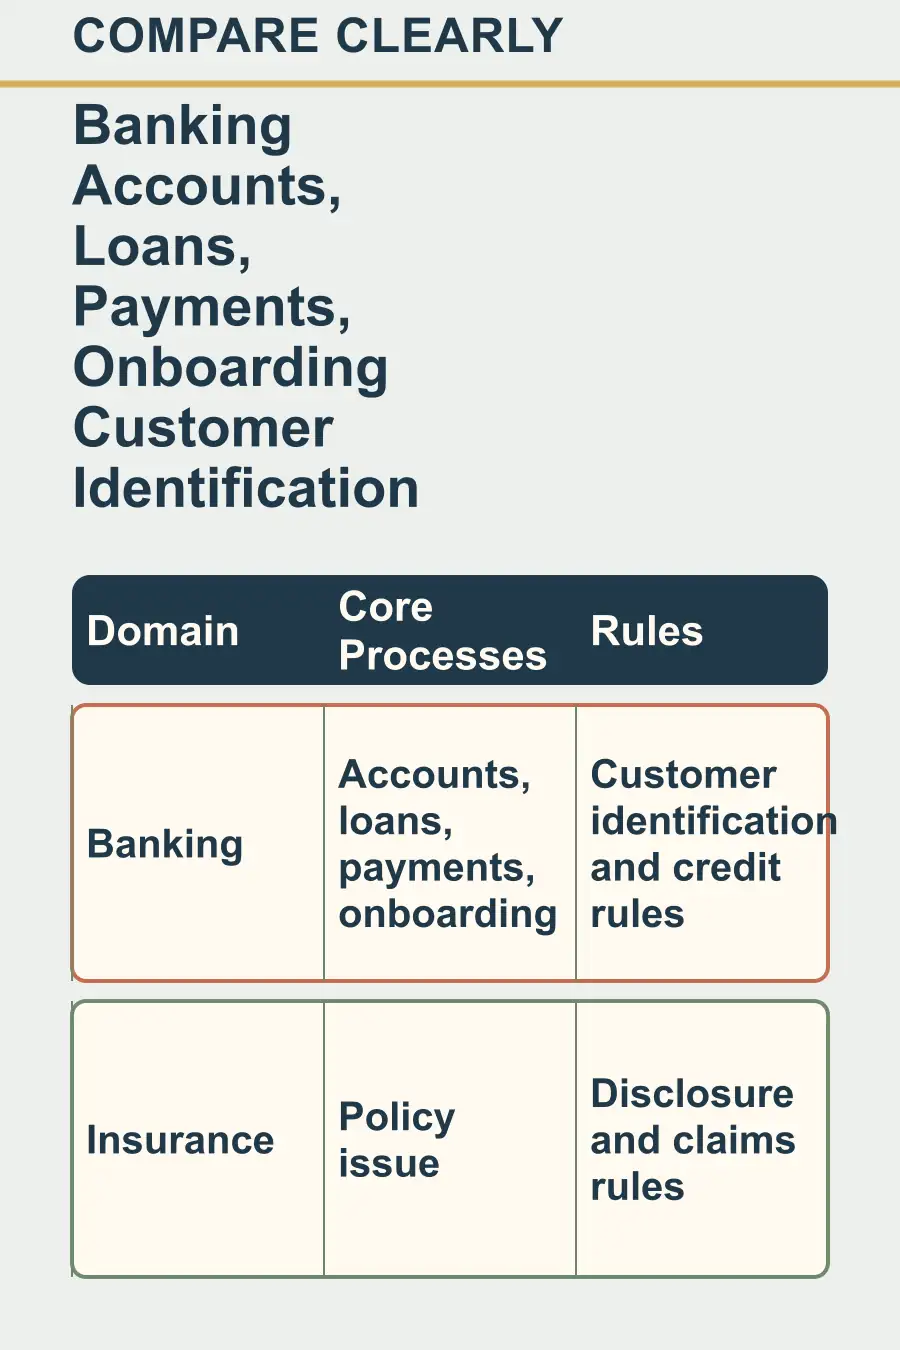 COMPARE CLEARLY
Banking
Accounts,
Loans,
Payments,
Onboarding
Customer
Identification
Domain
Core
Processes
Rules
Banking
Accounts,
loans,
payments,
onboarding
Customer
identification
and credit
rules
Insurance
Policy
issue
Disclosure
and claims
rules